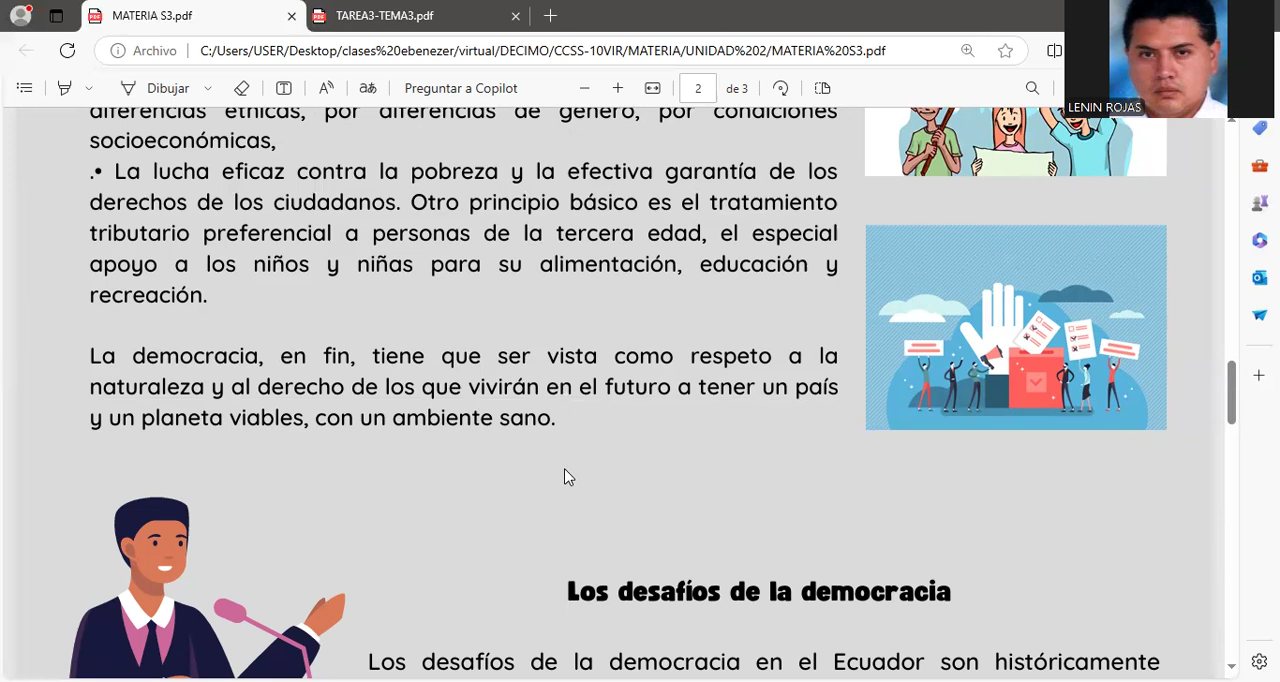 MATERIA S3.pdf
TAREA3-TEMA3.pdf
Archivo
C:/Users/USER/Desktop/clases%20ebenezer/virtual/DECIMO/CCSS-10VIR/MATERIA/UNIDAD%202/MATERIA%20S3.pdf
Dibujar
Preguntar a Copilot
2 de 3
LENIN ROJAS
diferencias étnicas, por diferencias de género, por condiciones
socioeconómicas,
.• La lucha eficaz contra la pobreza y la efectiva garantía de los
derechos de los ciudadanos. Otro principio básico es el tratamiento
tributario preferencial a personas de la tercera edad, el especial
apoyo a los niños y niñas para su alimentación, educación y
recreación.
La democracia, en fin, tiene que ser vista como respeto a la
naturaleza y al derecho de los que vivirán en el futuro a tener un país
y un planeta viables, con un ambiente sano.
Los desafíos de la democracia
Los desafíos de la democracia en el Ecuador son históricamente